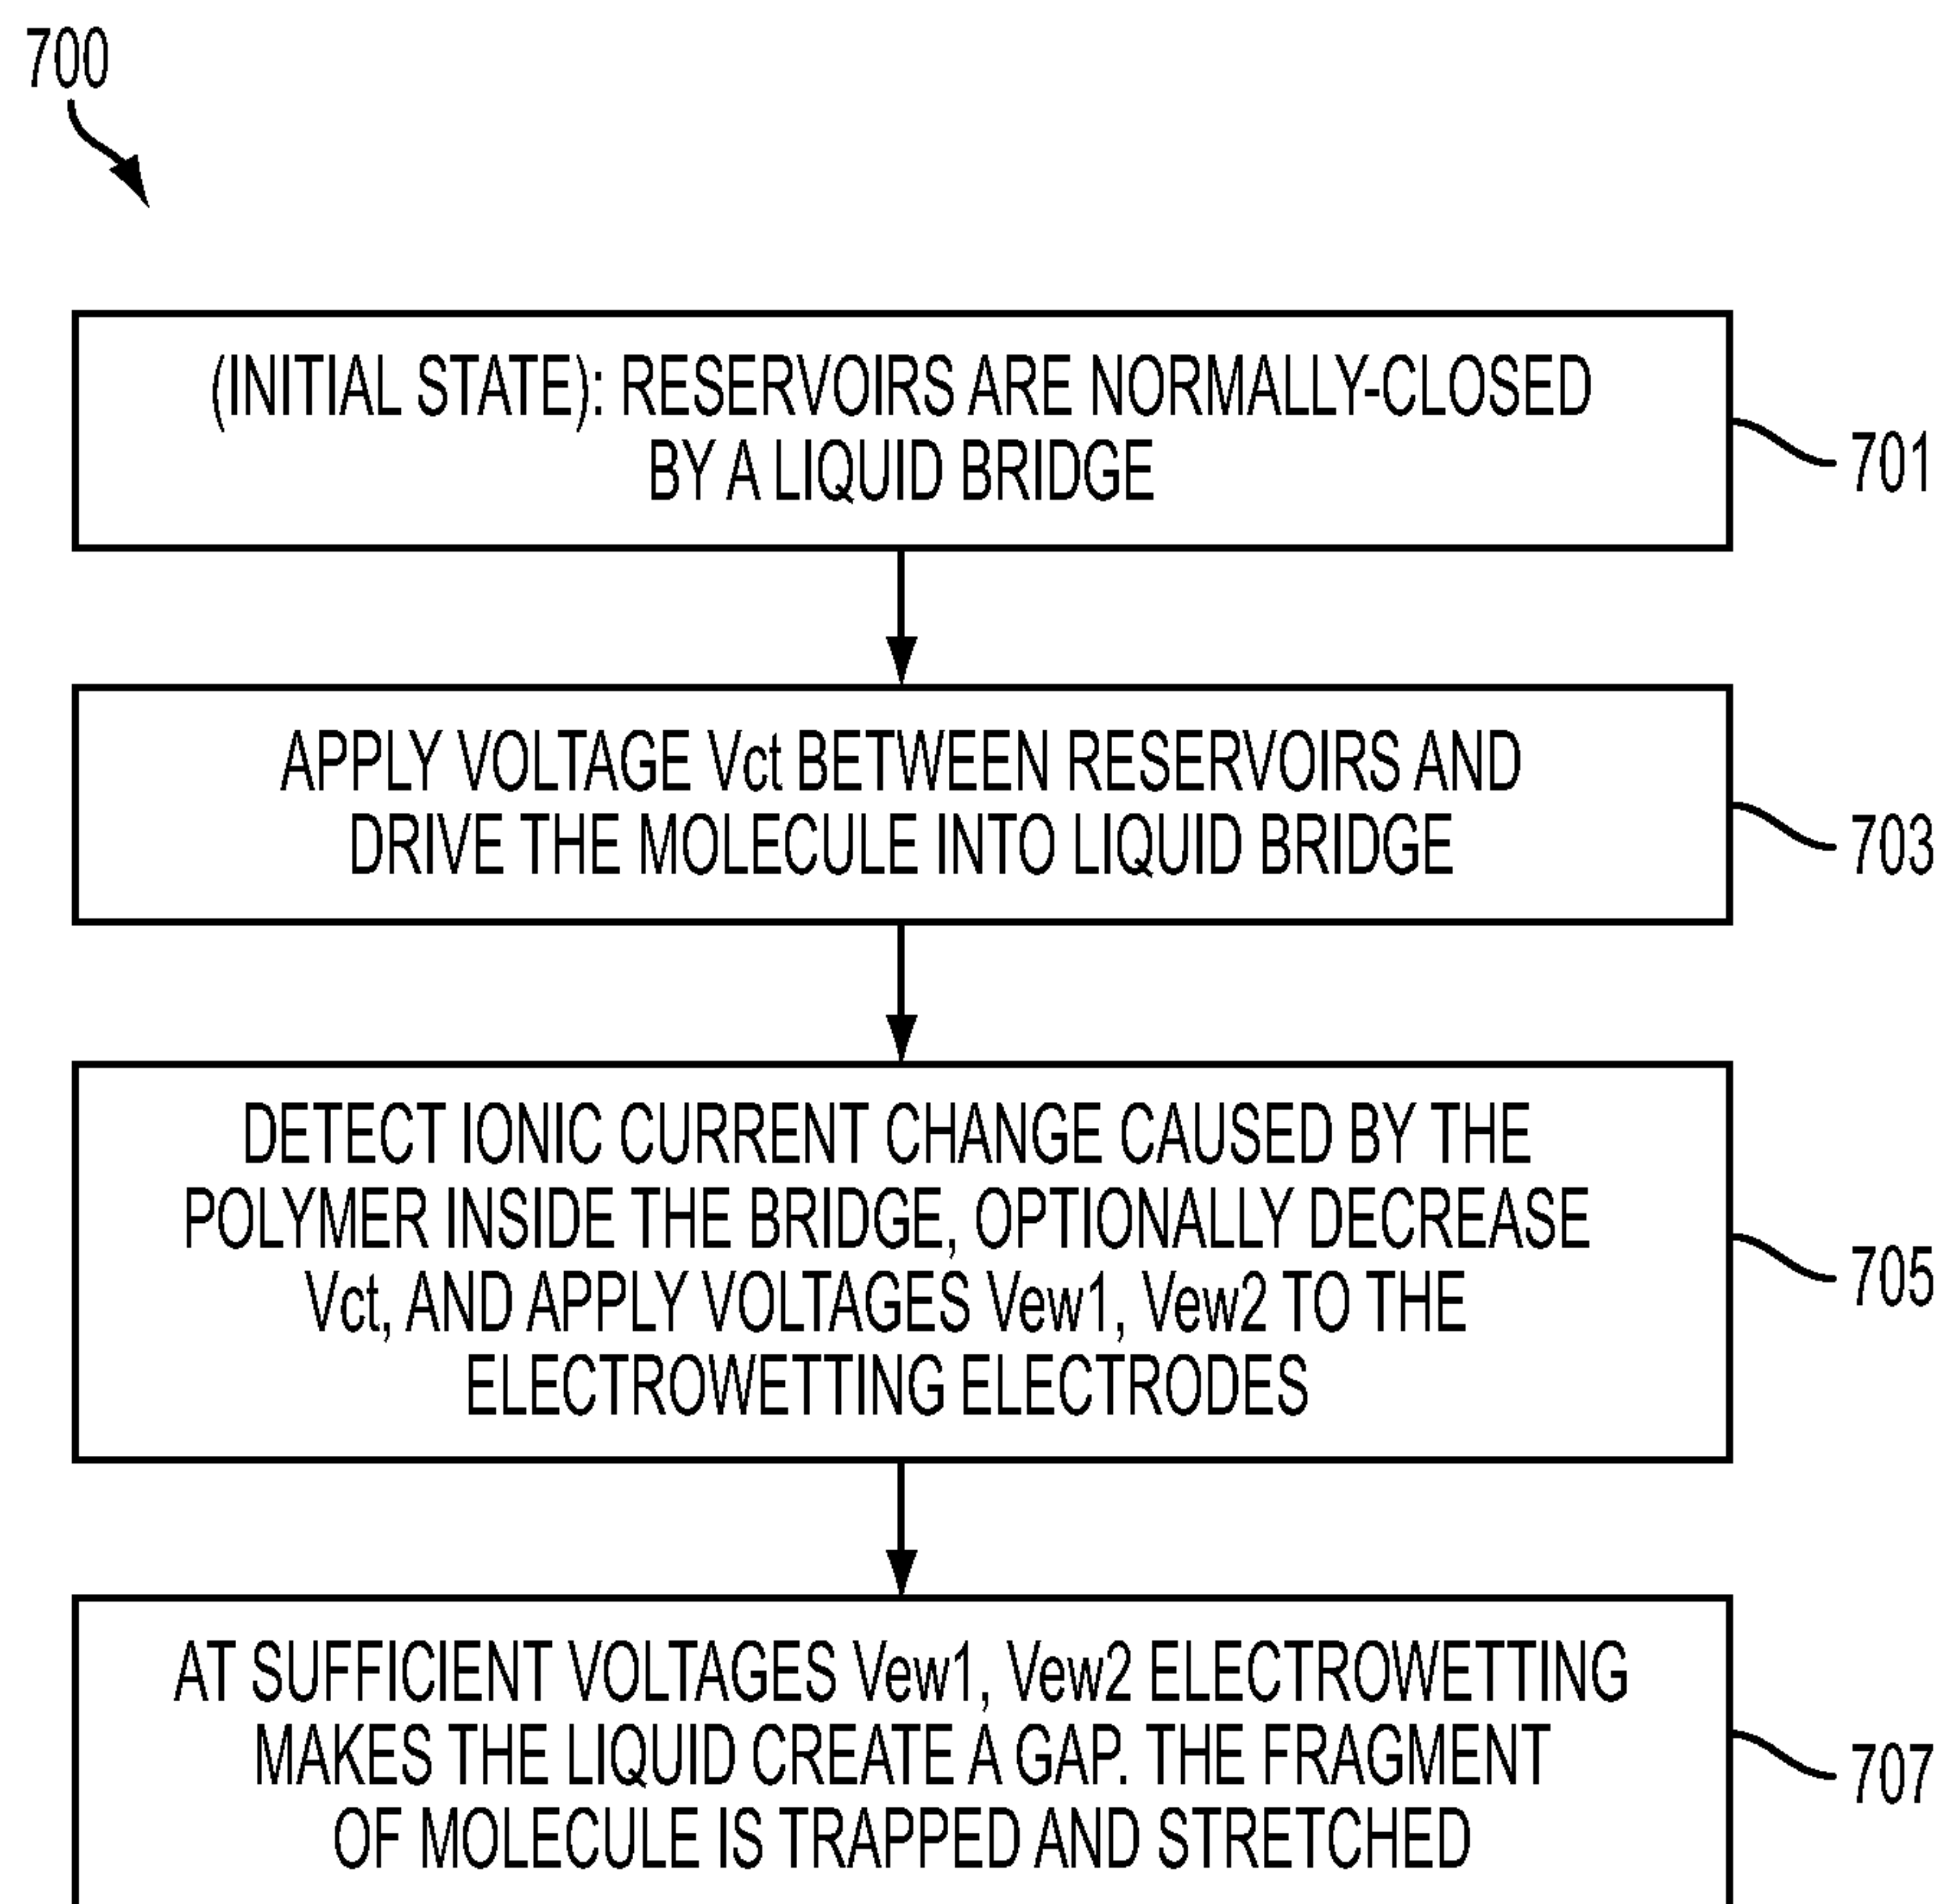 700
(INITIAL STATE): RESERVOIRS ARE NORMALLY-CLOSED
BY A LIQUID BRIDGE
701
APPLY VOLTAGE Vct BETWEEN RESERVOIRS AND
DRIVE THE MOLECULE INTO LIQUID BRIDGE
703
DETECT IONIC CURRENT CHANGE CAUSED BY THE
POLYMER INSIDE THE BRIDGE, OPTIONALLY DECREASE
Vct, AND APPLY VOLTAGES Vew1, Vew2 TO THE
ELECTROWETTING ELECTRODES
705
AT SUFFICIENT VOLTAGES Vew1, Vew2 ELECTROWETTING
MAKES THE LIQUID CREATE A GAP. THE FRAGMENT
OF MOLECULE IS TRAPPED AND STRETCHED
707